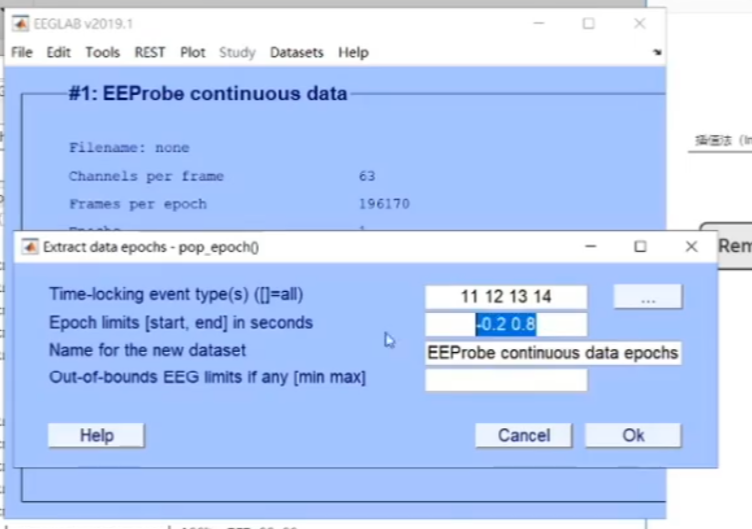 EEGLAB v2019.1
File Edit Tools REST Plot Study Datasets Help
#1: EEProbe continuous data
Filename: none
Channels per frame 63
Frames per epoch 196170
插值法 (In
Rem
Extract data epochs - pop_epoch()
Time-locking event type(s) ([]=all) 11 12 13 14 ...
Epoch limits [start, end] in seconds -0.2 0.8
Name for the new dataset EEProbe continuous data epochs
Out-of-bounds EEG limits if any [min max]
Help Cancel Ok